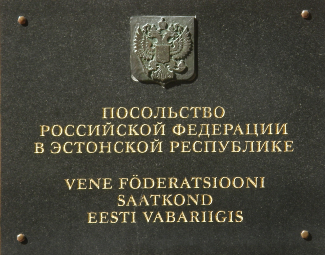 ПОСОЛЬСТВО
РОССИЙСКОЙ ФЕДЕРАЦИИ
В ЭСТОНСКОЙ РЕСПУБЛИКЕ
VENE FÖDERATSIOONI
SAATKOND
EESTI VABARIIGIS